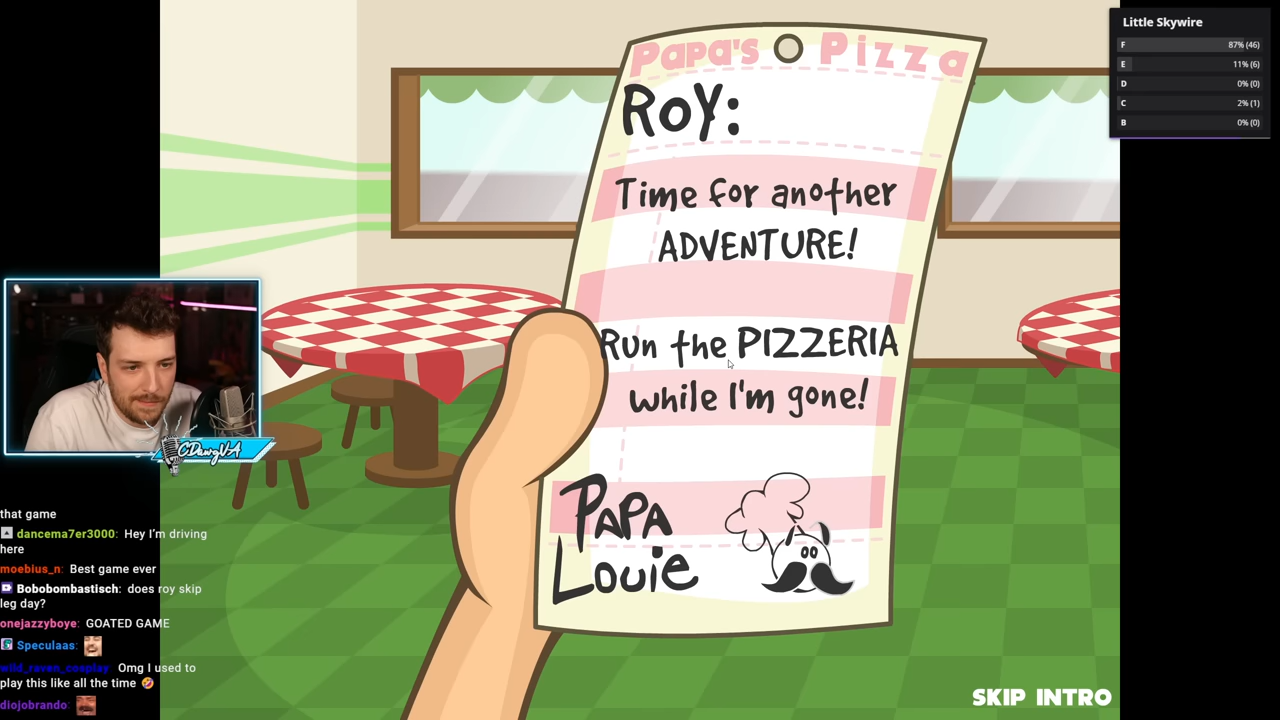 Papa's Pizza
ROY:
Time for another
ADVENTURE!
Run the PIZZERIA
while I'm gone!
PAPA
Louie
SKIP INTRO
Little Skywire
F 87% (46)
E 11% (6)
D 0% (0)
C 2% (1)
B 0% (0)
CDawgVA
that game
dancema7er3000: Hey I'm driving
here
moebius_n: Best game ever
Bobobombastisch: does roy skip
leg day?
onejazzyboye: GOATED GAME
Speculaas:
wild_raven_cosplay: Omg I used to
play this like all the time 🤣
diojobrando: